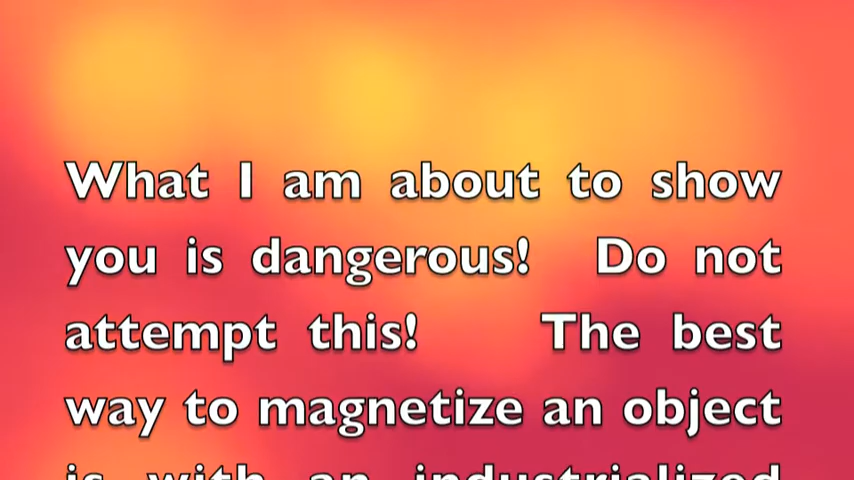 What I am about to show
you is dangerous! Do not
attempt this! The best
way to magnetize an object
is with an industrialized